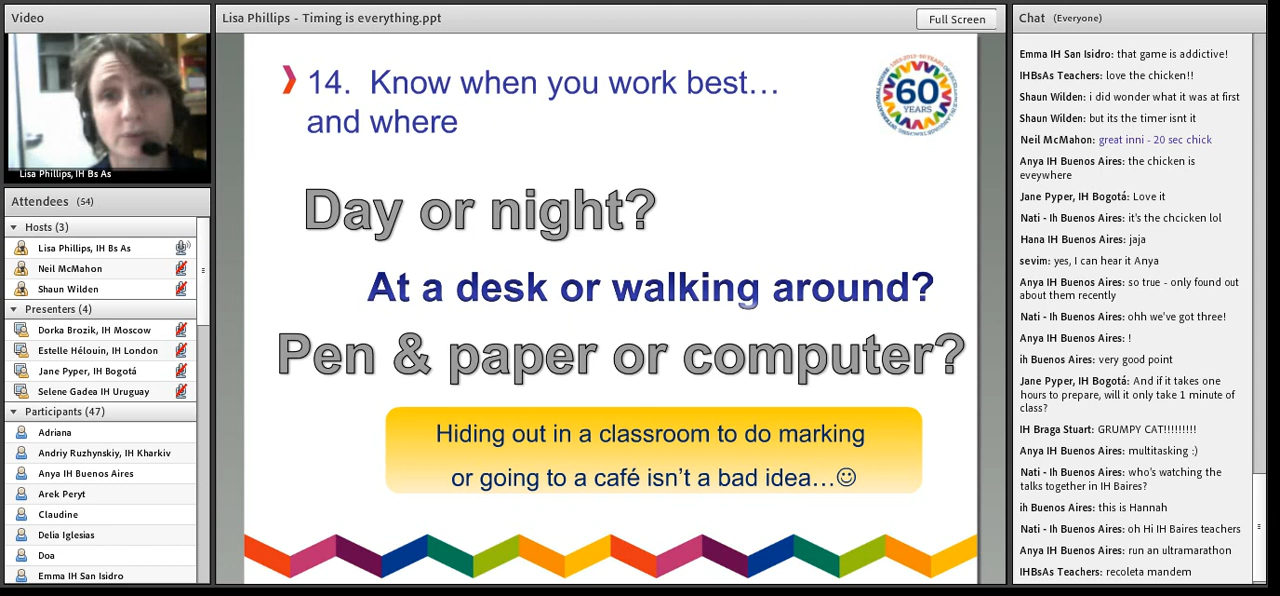 Video
Lisa Phillips, IH Bs As
Attendees (54)
Hosts (3)
Lisa Phillips, IH Bs As
Neil McMahon
Shaun Wilden
Presenters (4)
Dorka Brozik, IH Moscow
Estelle Hélouin, IH London
Jane Pyper, IH Bogotá
Selene Gadea IH Uruguay
Participants (47)
Adriana
Andriy Ruzhynskiy, IH Kharkiv
Anya IH Buenos Aires
Arek Peryt
Claudine
Delia Iglesias
Doa
Emma IH San Isidro
Lisa Phillips - Timing is everything.ppt
Full Screen
14. Know when you work best…
and where
60
YEARS
Day or night?
At a desk or walking around?
Pen & paper or computer?
Hiding out in a classroom to do marking
or going to a café isn't a bad idea…☺
Chat (Everyone)
Emma IH San Isidro: that game is addictive!
IHBsAs Teachers: love the chicken!!
Shaun Wilden: i did wonder what it was at first
Shaun Wilden: but its the timer isnt it
Neil McMahon: great inni - 20 sec chick
Anya IH Buenos Aires: the chicken is
eveywhere
Jane Pyper, IH Bogotá: Love it
Nati - Ih Buenos Aires: it's the chcicken lol
Hana IH Buenos Aires: jaja
sevim: yes, I can hear it Anya
Anya IH Buenos Aires: so true - only found out
about them recently
Nati - Ih Buenos Aires: ohh we've got three!
Anya IH Buenos Aires: !
ih Buenos Aires: very good point
Jane Pyper, IH Bogotá: And if it takes one
hours to prepare, will it only take 1 minute of
class?
IH Braga Stuart: GRUMPY CAT!!!!!!!!!
Anya IH Buenos Aires: multitasking :)
Nati - Ih Buenos Aires: who's watching the
talks together in IH Baires?
ih Buenos Aires: this is Hannah
Nati - Ih Buenos Aires: oh Hi IH Baires teachers
Anya IH Buenos Aires: run an ultramarathon
IHBsAs Teachers: recoleta mandem